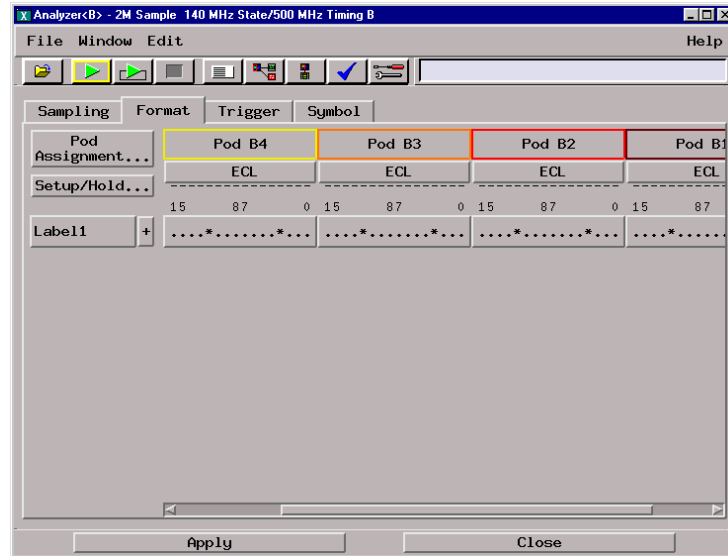 Analyzer<B> - 2M Sample 140 MHz State/500 MHz Timing B
File Window Edit Help
Sampling Format Trigger Symbol
Pod Assignment... Pod B4 Pod B3 Pod B2 Pod B1
ECL ECL ECL ECL
Setup/Hold...
15 87 0 15 87 0 15 87 0 15 87
Label1 + ....*.......*... ....*.......*... ....*.......*... ....*.......
Apply Close